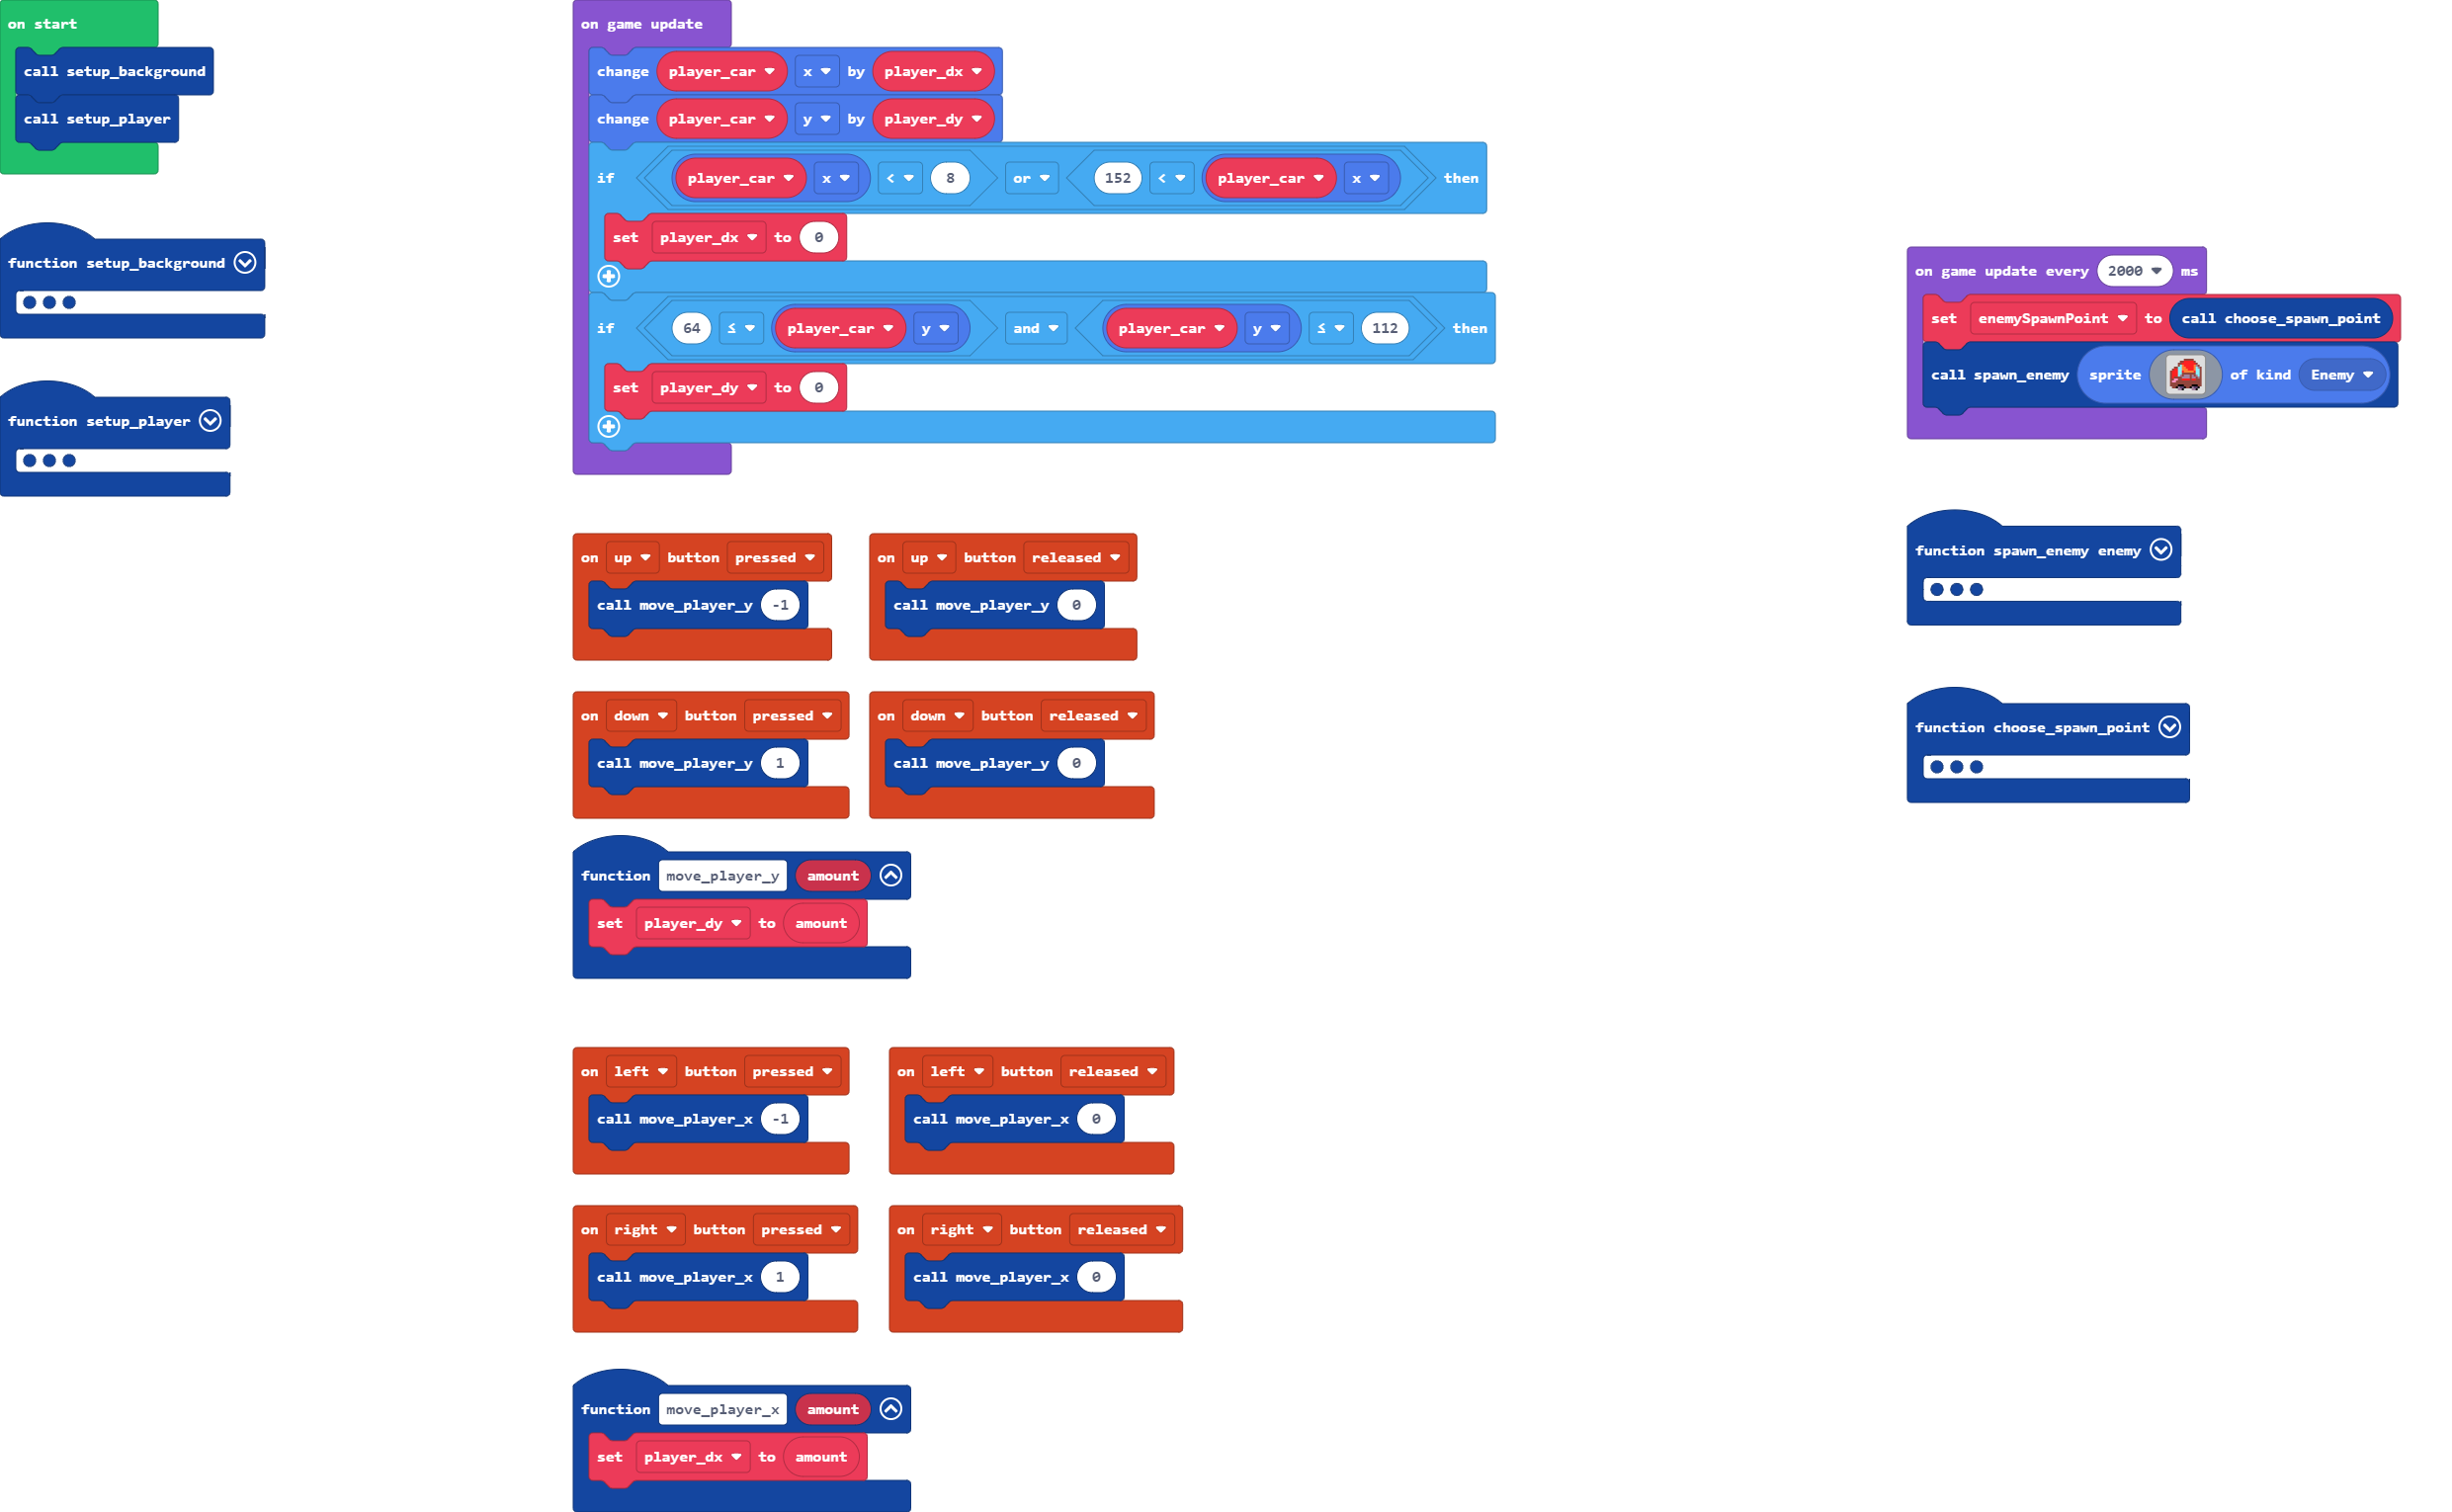 on start
call setup_background
call setup_player
function setup_background
function setup_player
on game update
change player_car x by player_dx
change player_car y by player_dy
if player_car x < 8 or 152 < player_car x then
set player_dx to 0
if 64 ≤ player_car y and player_car y ≤ 112 then
set player_dy to 0
on up button pressed
call move_player_y -1
on up button released
call move_player_y 0
on down button pressed
call move_player_y 1
on down button released
call move_player_y 0
function move_player_y amount
set player_dy to amount
on left button pressed
call move_player_x -1
on left button released
call move_player_x 0
on right button pressed
call move_player_x 1
on right button released
call move_player_x 0
function move_player_x amount
set player_dx to amount
on game update every 2000 ms
set enemySpawnPoint to call choose_spawn_point
call spawn_enemy sprite of kind Enemy
function spawn_enemy enemy
function choose_spawn_point